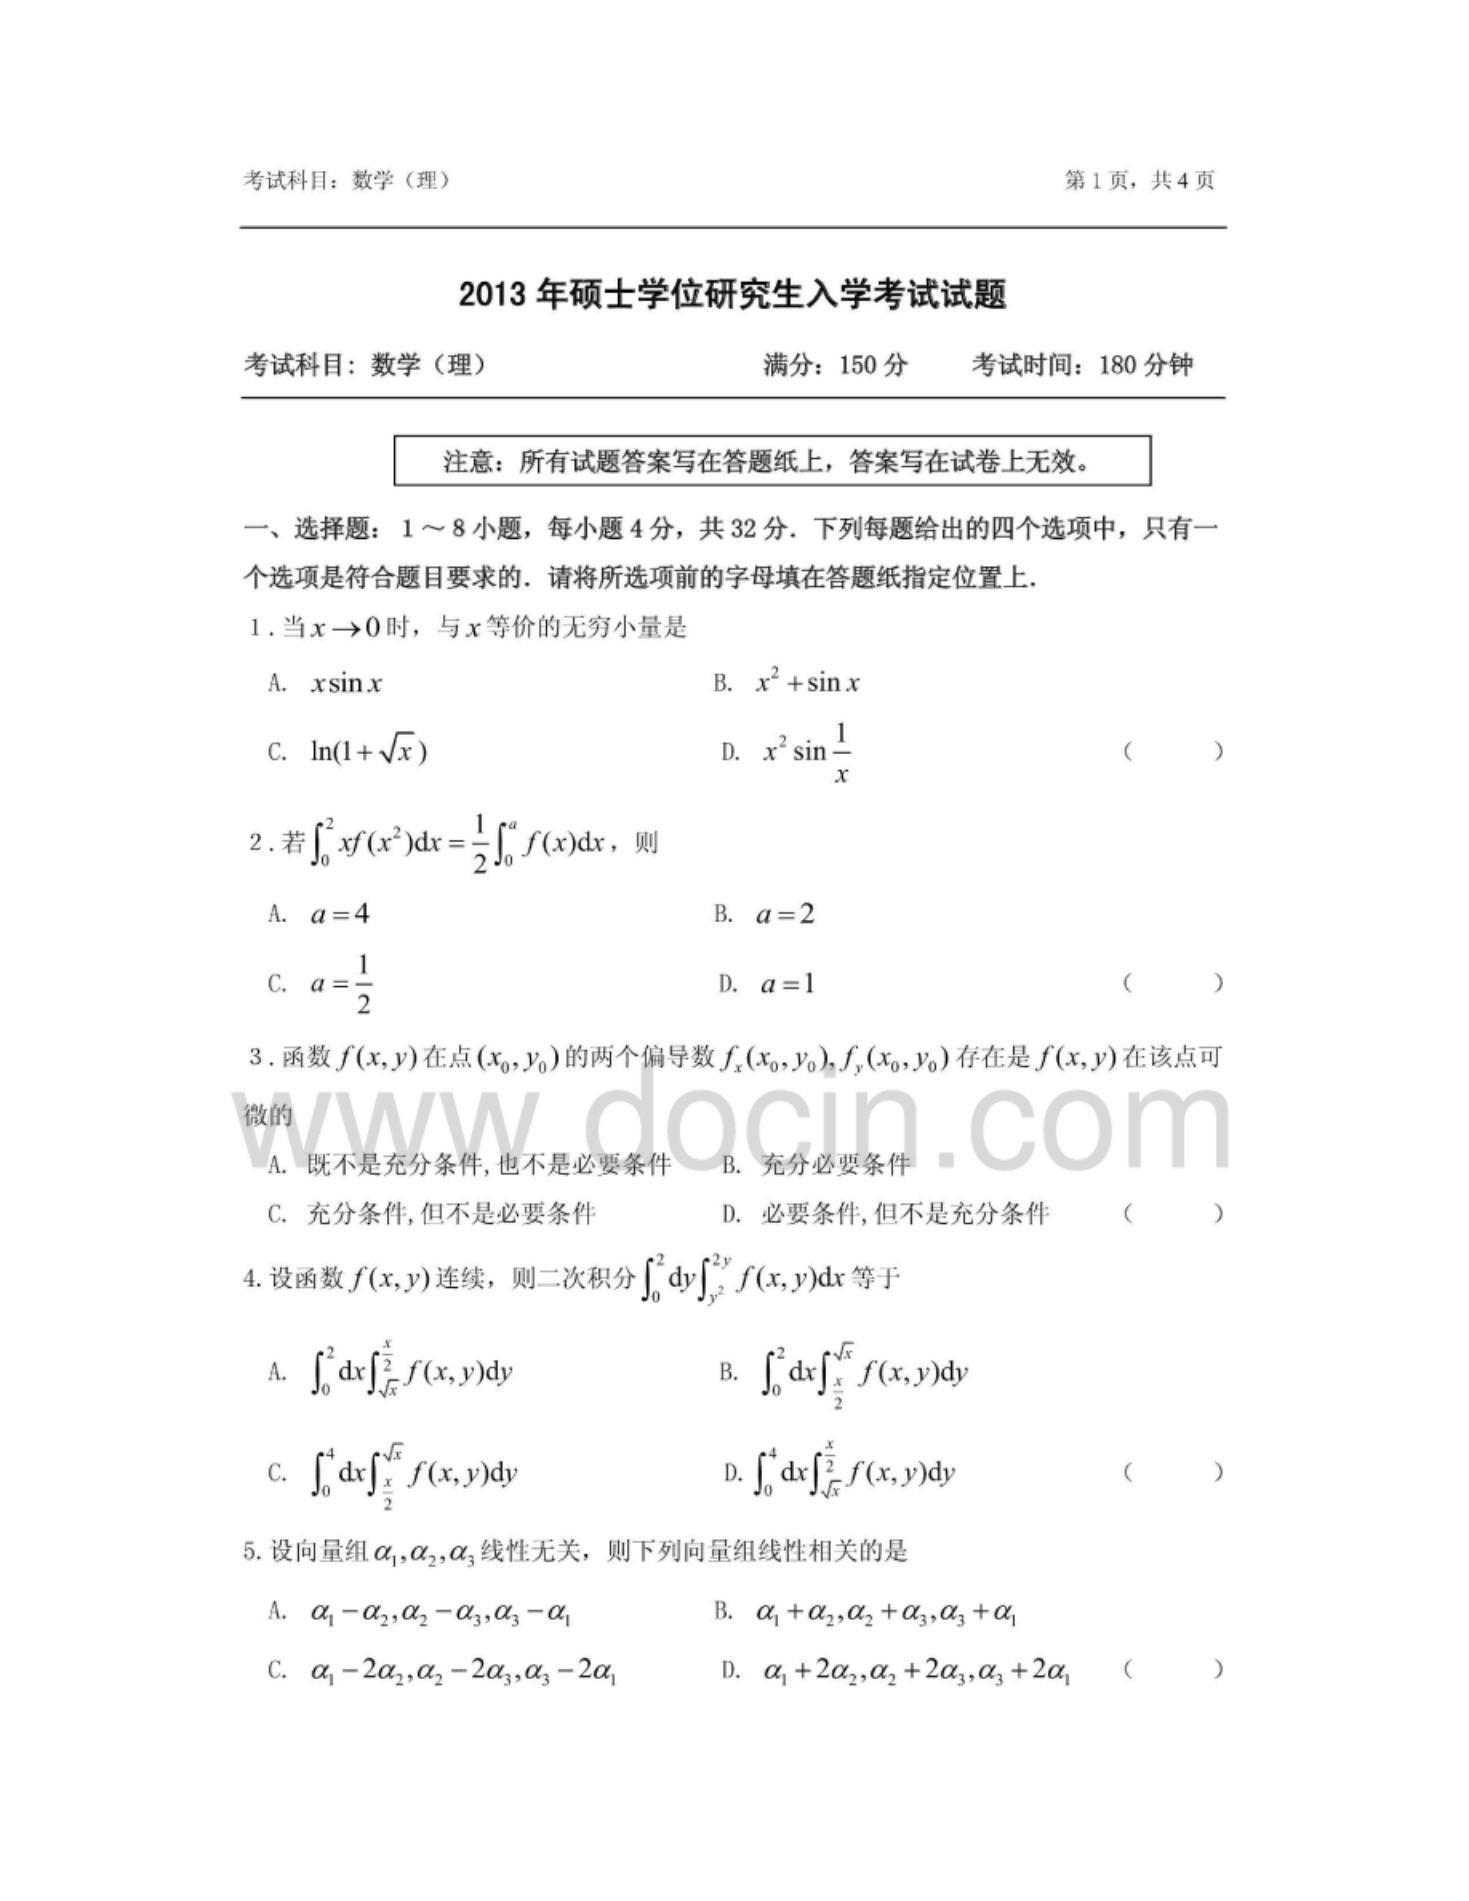 考试科目：数学（理） 第 1 页，共 4 页
2013 年硕士学位研究生入学考试试题
考试科目: 数学（理） 满分：150 分 考试时间：180 分钟
注意：所有试题答案写在答题纸上，答案写在试卷上无效。
一、选择题： 1 ～ 8 小题，每小题 4 分，共 32 分．下列每题给出的四个选项中，只有一
个选项是符合题目要求的．请将所选项前的字母填在答题纸指定位置上．
1 . 当 x → 0 时，与 x 等价的无穷小量是
A. x sin x B. x² + sin x
C. ln(1 + √x ) D. x² sin 1/x （ ）
2 . 若 ∫₀² xf(x²)dx = 1/2 ∫₀ᵃ f(x)dx，则
A. a = 4 B. a = 2
C. a = 1/2 D. a = 1 （ ）
3 . 函数 f(x, y) 在点 (x₀, y₀) 的两个偏导数 fₓ(x₀, y₀), f_y(x₀, y₀) 存在是 f(x, y) 在该点可
微的
www.docin.com
A. 既不是充分条件,也不是必要条件 B. 充分必要条件
C. 充分条件,但不是必要条件 D. 必要条件,但不是充分条件 （ ）
4. 设函数 f(x, y) 连续，则二次积分 ∫₀² dy ∫_{y²}^{2y} f(x, y)dx 等于
A. ∫₀² dx ∫_{√x}^{x/2} f(x, y)dy B. ∫₀² dx ∫_{x/2}^{√x} f(x, y)dy
C. ∫₀⁴ dx ∫_{x/2}^{√x} f(x, y)dy D. ∫₀⁴ dx ∫_{√x}^{x/2} f(x, y)dy （ ）
5. 设向量组 α₁, α₂, α₃ 线性无关，则下列向量组线性相关的是
A. α₁ − α₂, α₂ − α₃, α₃ − α₁ B. α₁ + α₂, α₂ + α₃, α₃ + α₁
C. α₁ − 2α₂, α₂ − 2α₃, α₃ − 2α₁ D. α₁ + 2α₂, α₂ + 2α₃, α₃ + 2α₁ （ ）